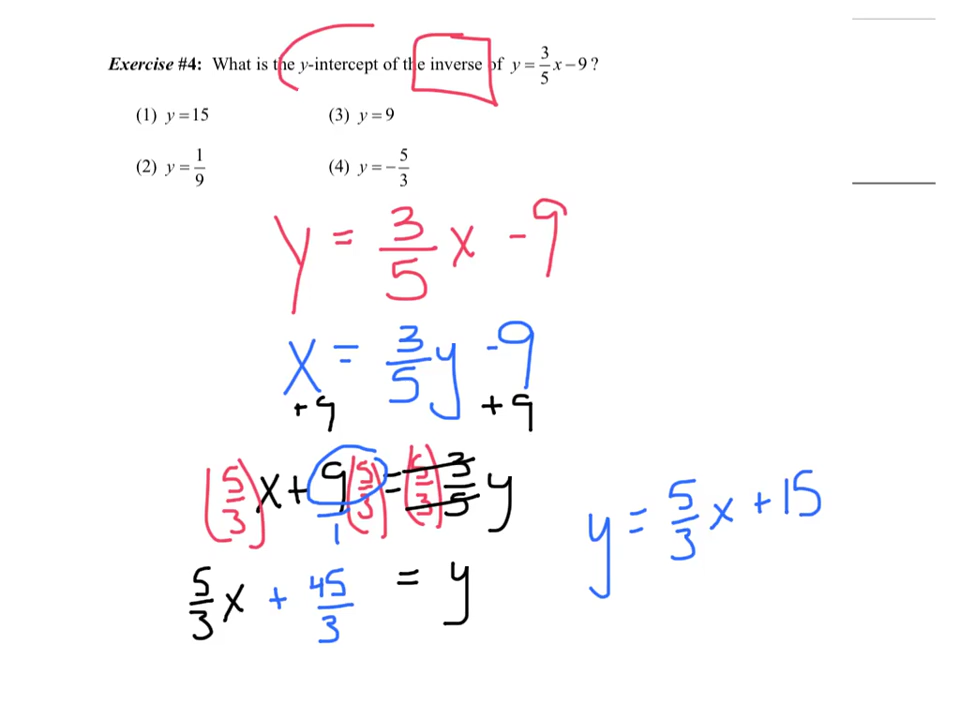 Exercise #4: What is the y-intercept of the inverse of y = 3/5 x − 9 ?
(1) y = 15 (3) y = 9
(2) y = 1/9 (4) y = − 5/3
y = 3/5 x - 9
x = 3/5 y - 9
+9 +9
(5/3) x + 9/1 (5/3) = (5/3) 3/5 y
5/3 x + 45/3 = y
y = 5/3 x + 15